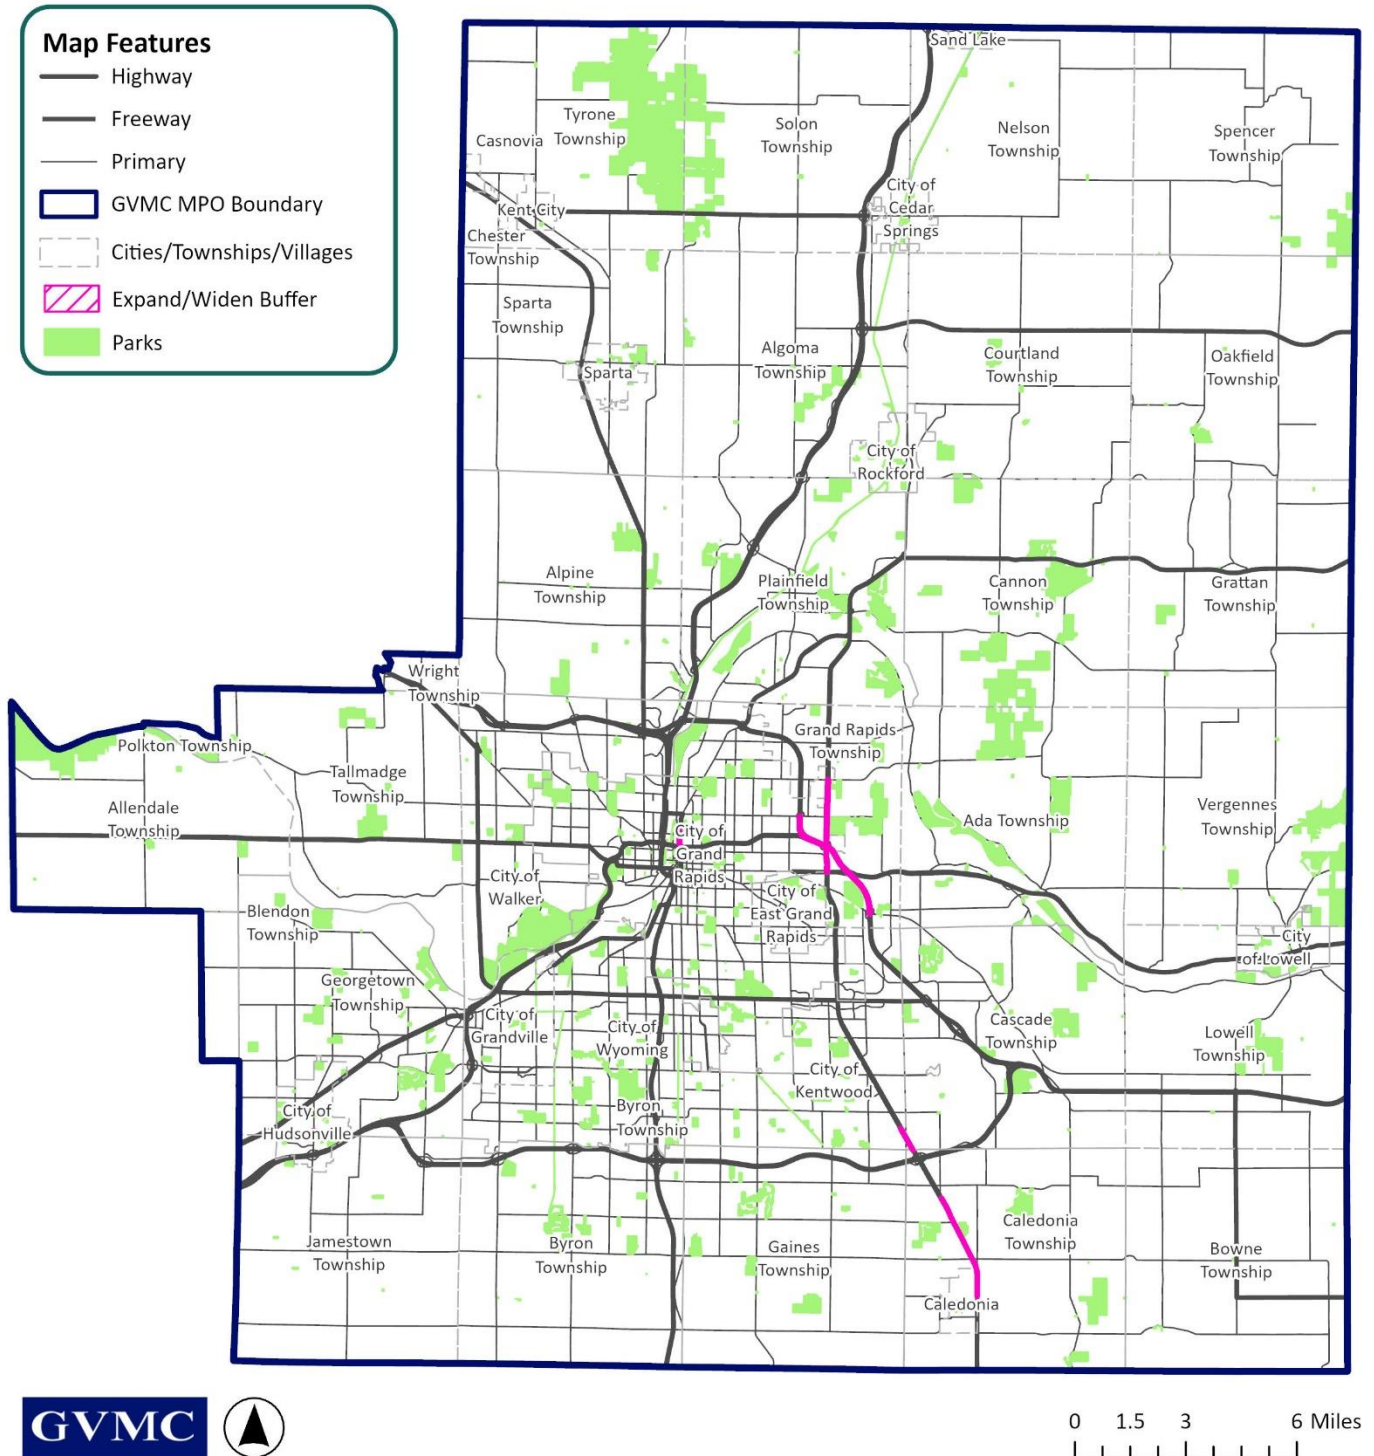 Map Features
Highway
Freeway
Primary
GVMC MPO Boundary
Cities/Townships/Villages
Expand/Widen Buffer
Parks
Sand Lake
Tyrone
Township
Casnovia
Solon
Township
Nelson
Township
Spencer
Township
City of
Cedar
Springs
Kent City
Chester
Township
Sparta
Township
Algoma
Township
Courtland
Township
Oakfield
Township
Sparta
City of
Rockford
Alpine
Township
Plainfield
Township
Cannon
Township
Grattan
Township
Wright
Township
Polkton Township
Grand Rapids
Township
Tallmadge
Township
Allendale
Township
Ada Township
Vergennes
Township
City of
Grand
Rapids
City of
Walker
City of
East Grand
Rapids
Blendon
Township
City
of Lowell
Georgetown
Township
City of
Grandville
City of
Wyoming
Cascade
Township
Lowell
Township
City of
Kentwood
City of
Hudsonville
Byron
Township
Jamestown
Township
Byron
Township
Gaines
Township
Caledonia
Township
Bowne
Township
Caledonia
GVMC
0 1.5 3 6 Miles